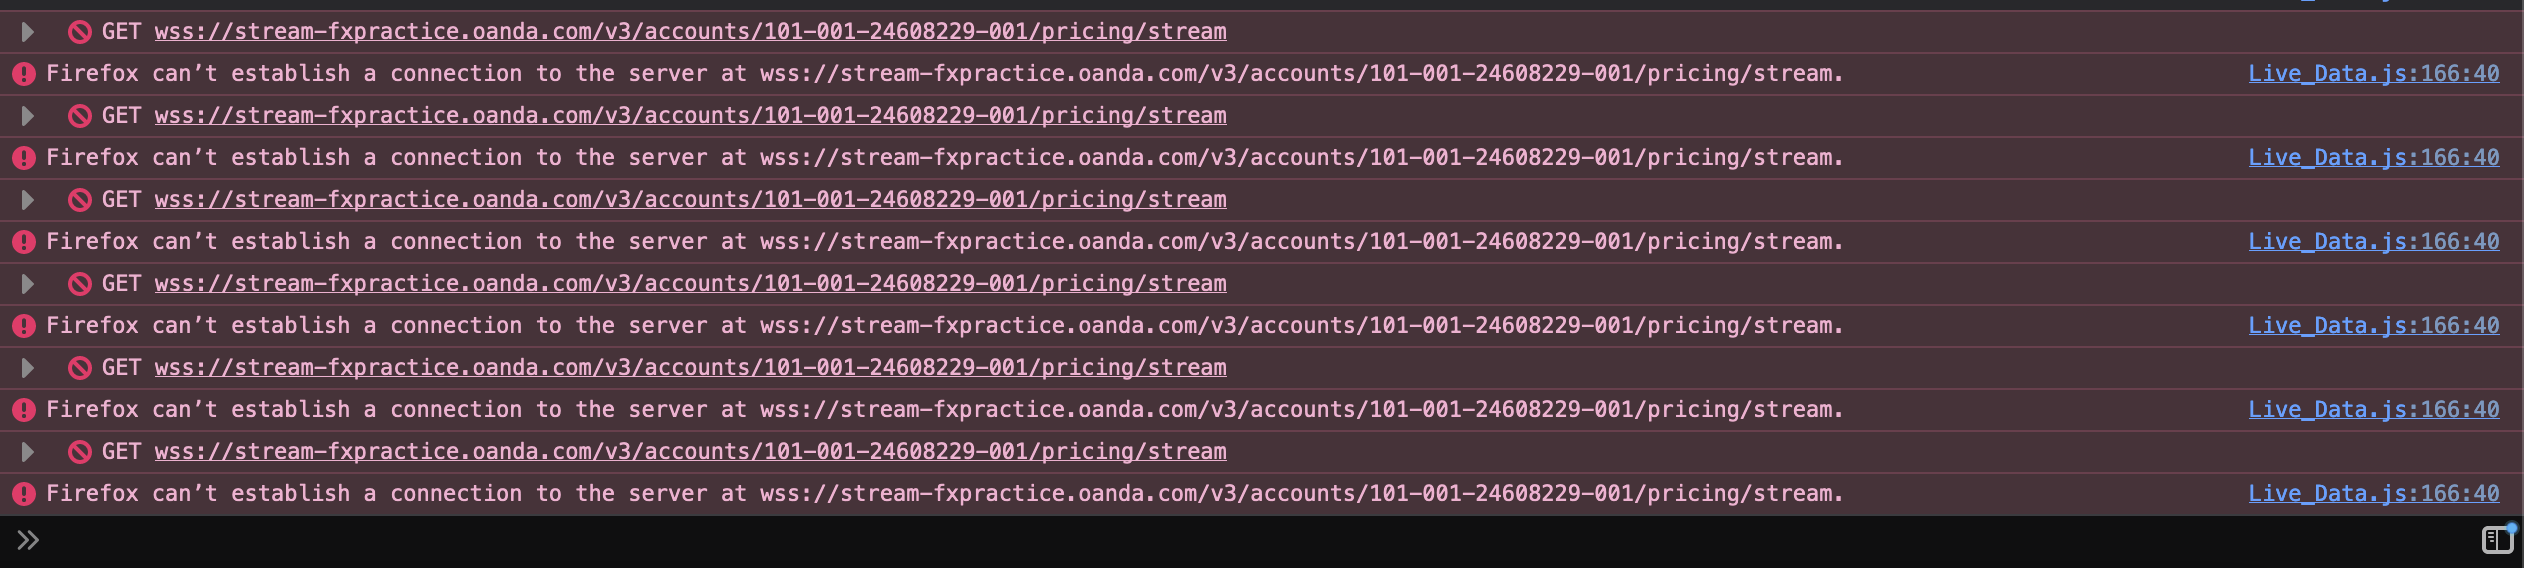 GET wss://stream-fxpractice.oanda.com/v3/accounts/101-001-24608229-001/pricing/stream
Firefox can’t establish a connection to the server at wss://stream-fxpractice.oanda.com/v3/accounts/101-001-24608229-001/pricing/stream. Live_Data.js:166:40
GET wss://stream-fxpractice.oanda.com/v3/accounts/101-001-24608229-001/pricing/stream
Firefox can’t establish a connection to the server at wss://stream-fxpractice.oanda.com/v3/accounts/101-001-24608229-001/pricing/stream. Live_Data.js:166:40
GET wss://stream-fxpractice.oanda.com/v3/accounts/101-001-24608229-001/pricing/stream
Firefox can’t establish a connection to the server at wss://stream-fxpractice.oanda.com/v3/accounts/101-001-24608229-001/pricing/stream. Live_Data.js:166:40
GET wss://stream-fxpractice.oanda.com/v3/accounts/101-001-24608229-001/pricing/stream
Firefox can’t establish a connection to the server at wss://stream-fxpractice.oanda.com/v3/accounts/101-001-24608229-001/pricing/stream. Live_Data.js:166:40
GET wss://stream-fxpractice.oanda.com/v3/accounts/101-001-24608229-001/pricing/stream
Firefox can’t establish a connection to the server at wss://stream-fxpractice.oanda.com/v3/accounts/101-001-24608229-001/pricing/stream. Live_Data.js:166:40
GET wss://stream-fxpractice.oanda.com/v3/accounts/101-001-24608229-001/pricing/stream
Firefox can’t establish a connection to the server at wss://stream-fxpractice.oanda.com/v3/accounts/101-001-24608229-001/pricing/stream. Live_Data.js:166:40